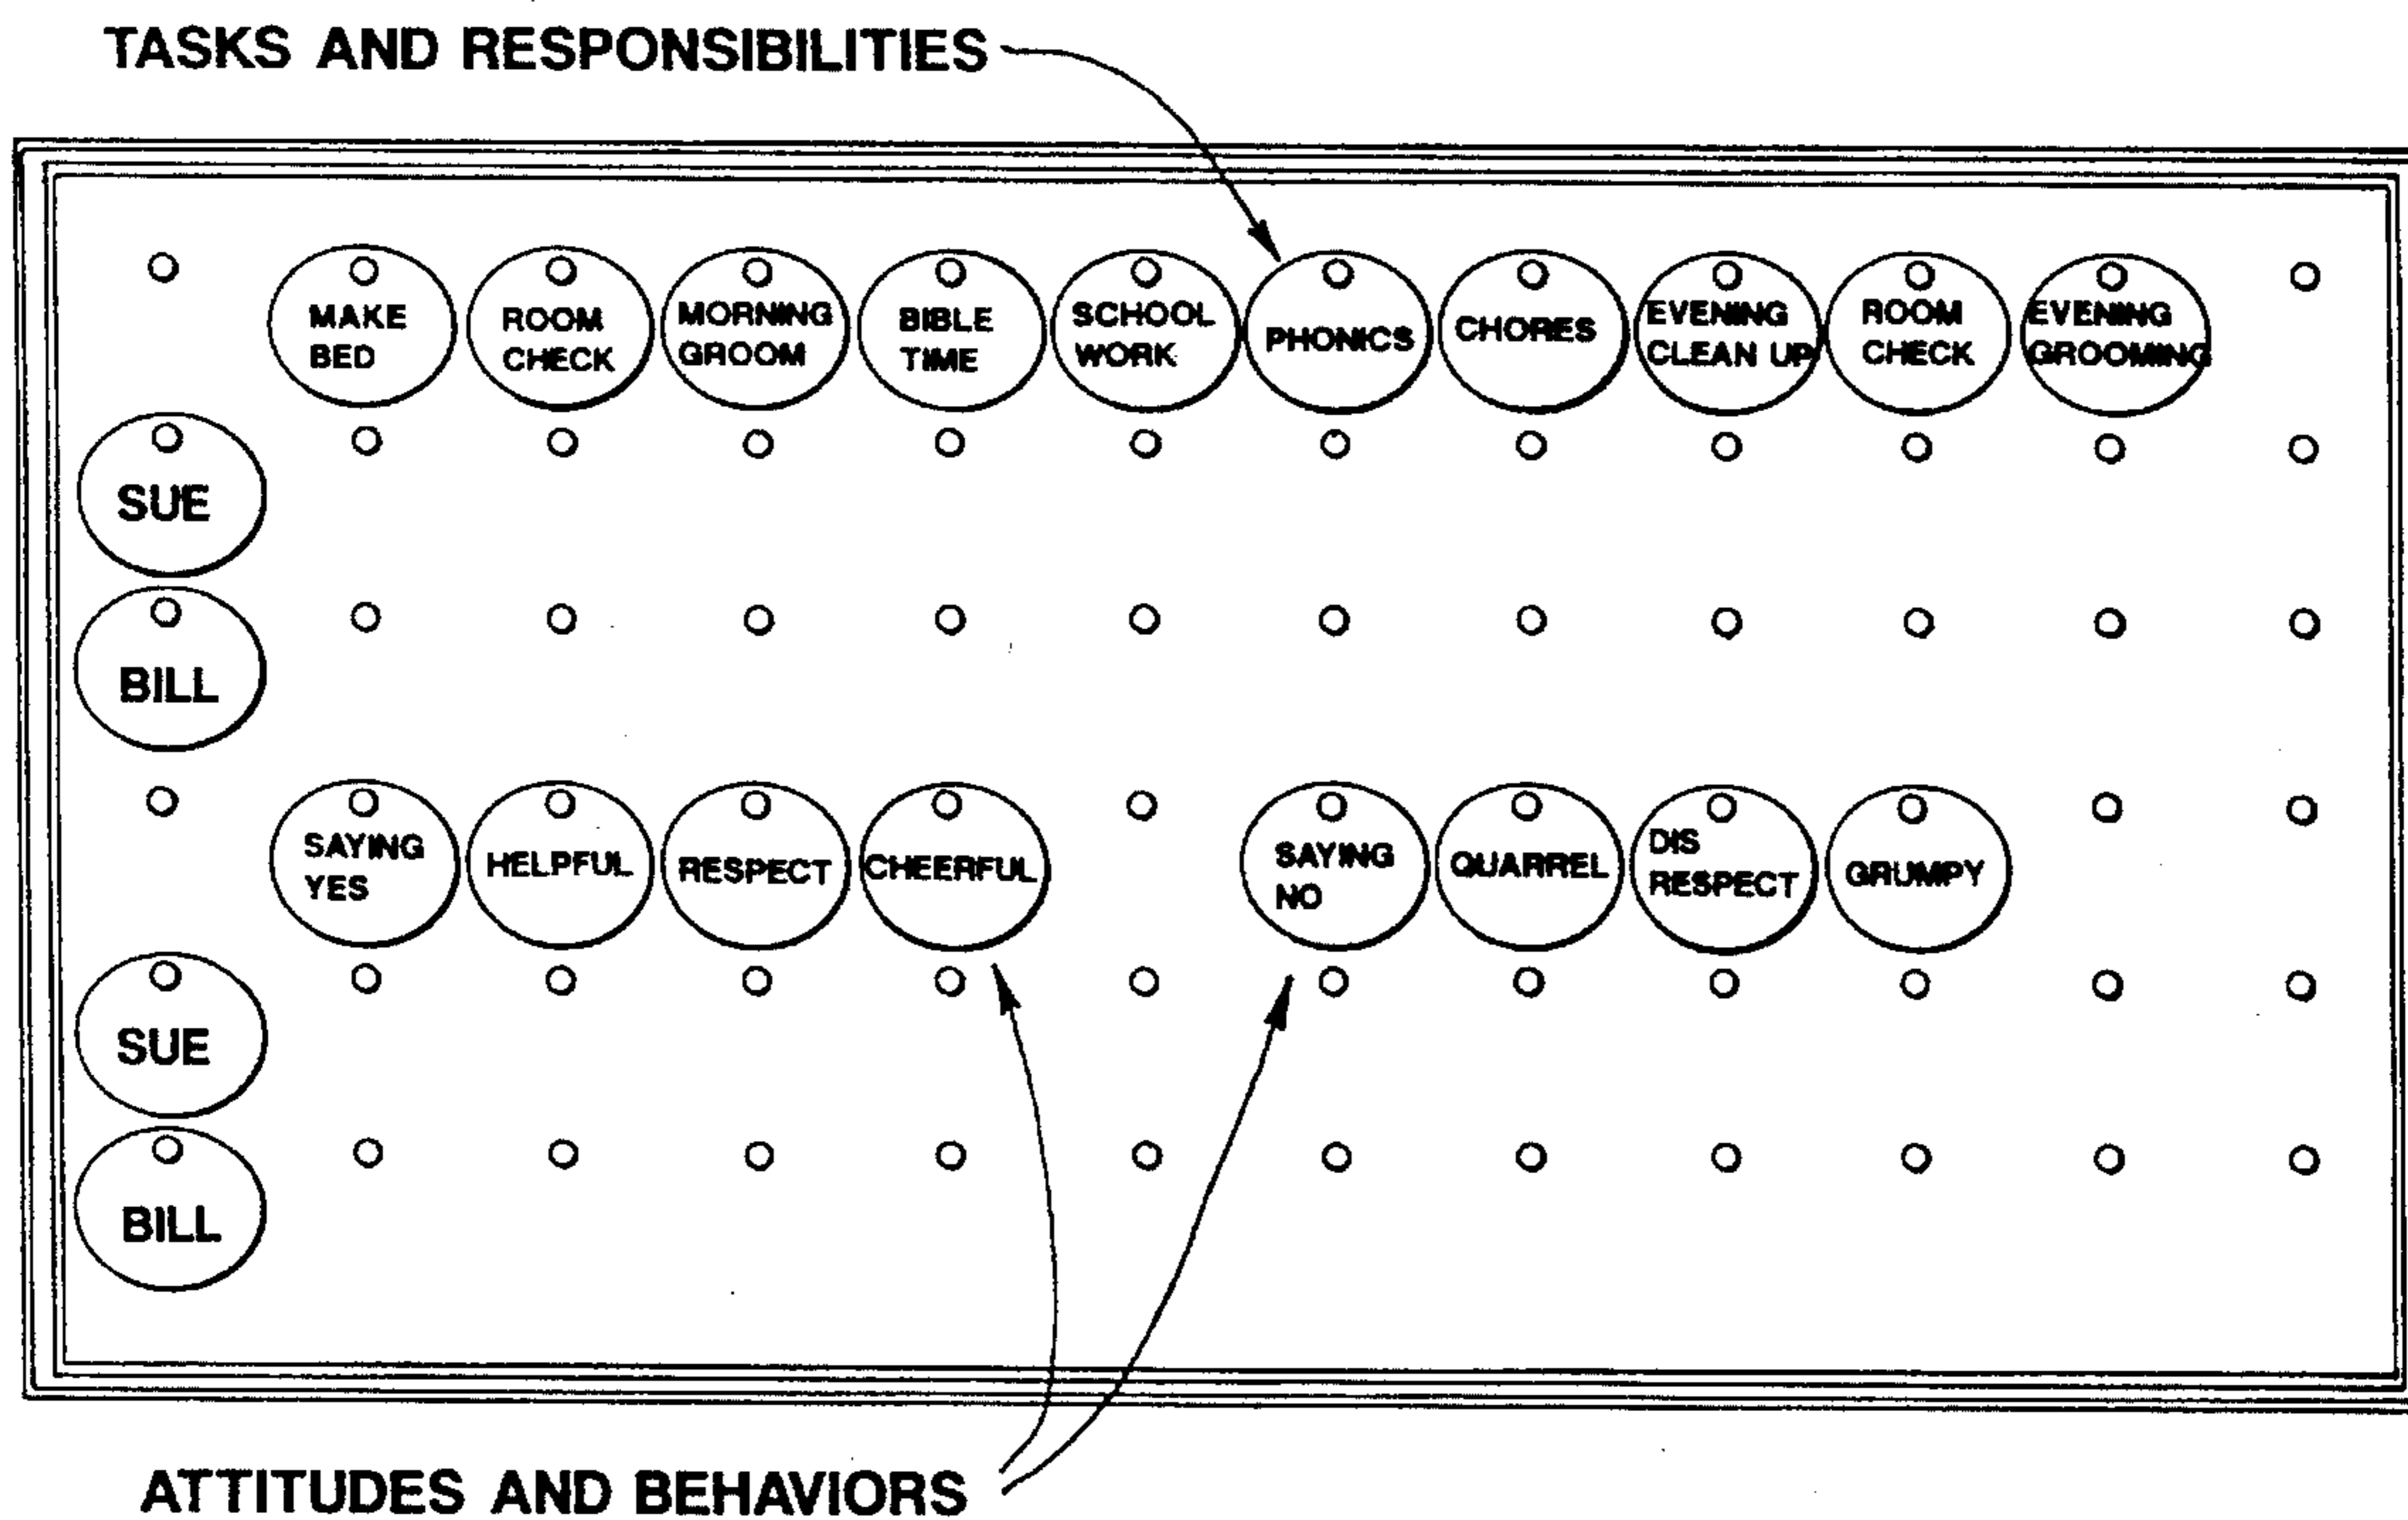 TASKS AND RESPONSIBILITIES
MAKE
BED
ROOM
CHECK
MORNING
GROOM
BIBLE
TIME
SCHOOL
WORK
PHONICS
CHORES
EVENING
CLEAN UP
ROOM
CHECK
EVENING
GROOMING
SUE
BILL
SAYING
YES
HELPFUL
RESPECT
CHEERFUL
SAYING
NO
QUARREL
DIS
RESPECT
GRUMPY
SUE
BILL
ATTITUDES AND BEHAVIORS